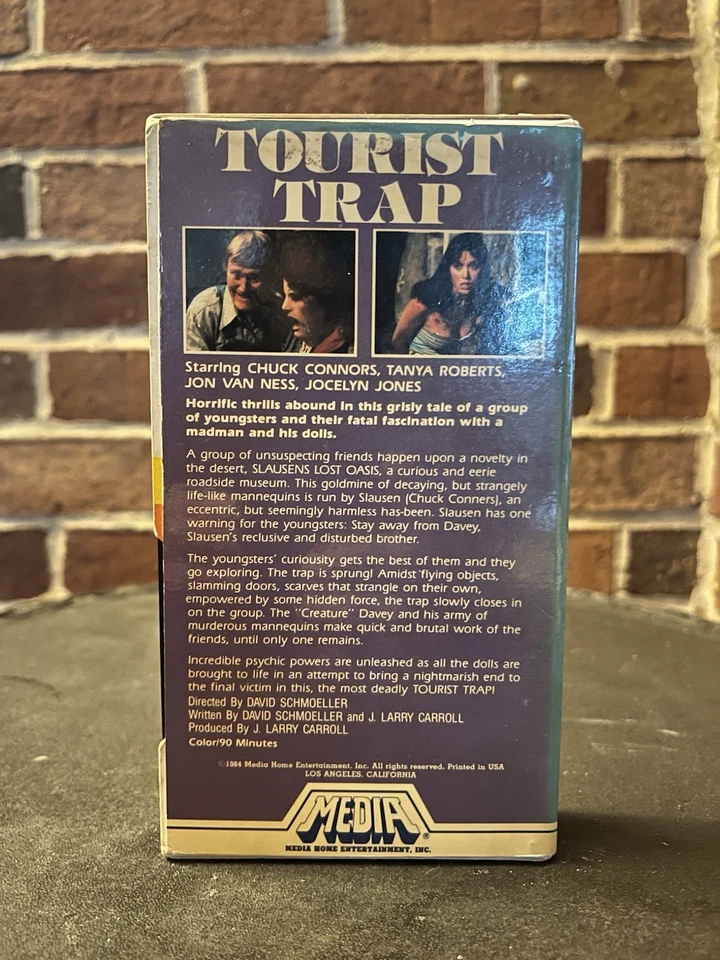 TOURIST
TRAP
Starring CHUCK CONNORS, TANYA ROBERTS,
JON VAN NESS, JOCELYN JONES
Horrific thrills abound in this grisly tale of a group
of youngsters and their fatal fascination with a
madman and his dolls.
A group of unsuspecting friends happen upon a novelty in
the desert, SLAUSENS LOST OASIS, a curious and eerie
roadside museum. This goldmine of decaying, but strangely
life-like mannequins is run by Slausen (Chuck Conners), an
eccentric, but seemingly harmless has-been. Slausen has one
warning for the youngsters: Stay away from Davey,
Slausen's reclusive and disturbed brother.
The youngsters' curiousity gets the best of them and they
go exploring. The trap is sprung! Amidst flying objects,
slamming doors, scarves that strangle on their own,
empowered by some hidden force, the trap slowly closes in
on the group. The "Creature" Davey and his army of
murderous mannequins make quick and brutal work of the
friends, until only one remains.
Incredible psychic powers are unleashed as all the dolls are
brought to life in an attempt to bring a nightmarish end to
the final victim in this, the most deadly TOURIST TRAP!
Directed By DAVID SCHMOELLER
Written By DAVID SCHMOELLER and J. LARRY CARROLL
Produced By J. LARRY CARROLL
Color/90 Minutes
©1984 Media Home Entertainment. Inc. All rights reserved. Printed in USA
LOS ANGELES. CALIFORNIA
MEDIA®
MEDIA HOME ENTERTAINMENT, INC.